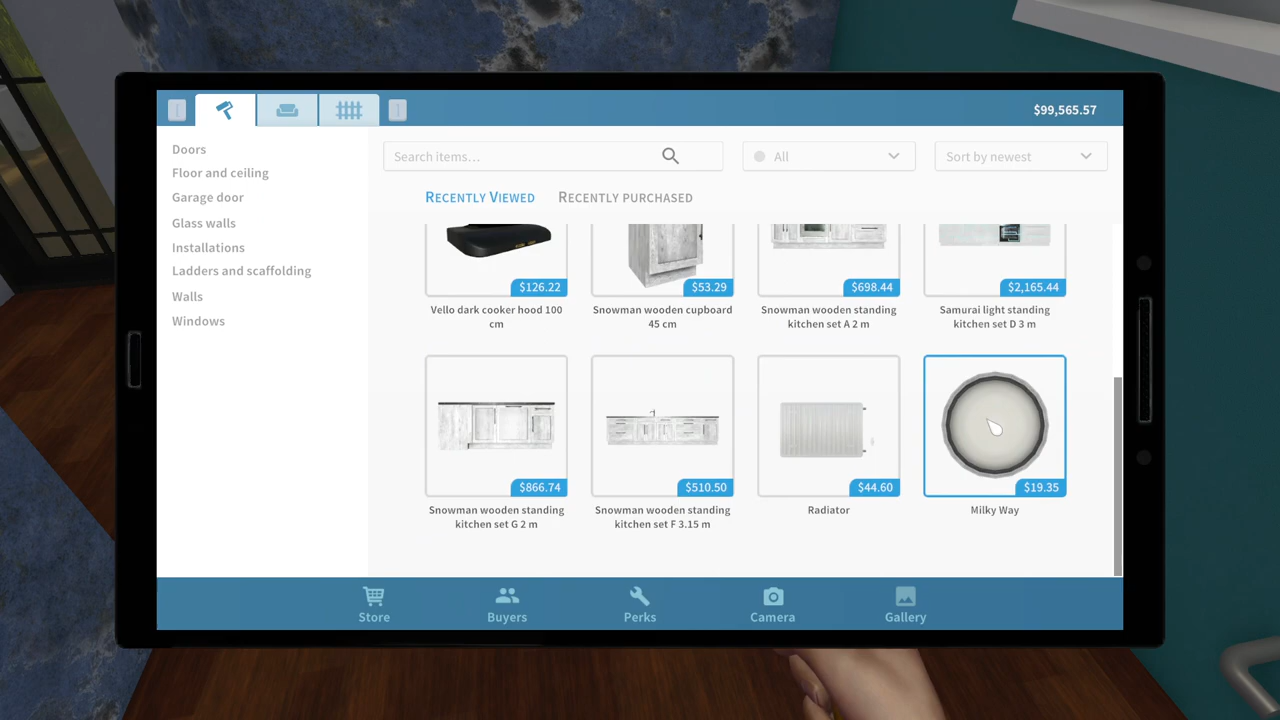 $99,565.57
Doors
Floor and ceiling
Garage door
Glass walls
Installations
Ladders and scaffolding
Walls
Windows
Search items...
All
Sort by newest
RECENTLY VIEWED
RECENTLY PURCHASED
$126.22
Vello dark cooker hood 100
cm
$53.29
Snowman wooden cupboard
45 cm
$698.44
Snowman wooden standing
kitchen set A 2 m
$2,165.44
Samurai light standing
kitchen set D 3 m
$866.74
Snowman wooden standing
kitchen set G 2 m
$510.50
Snowman wooden standing
kitchen set F 3.15 m
$44.60
Radiator
$19.35
Milky Way
Store
Buyers
Perks
Camera
Gallery